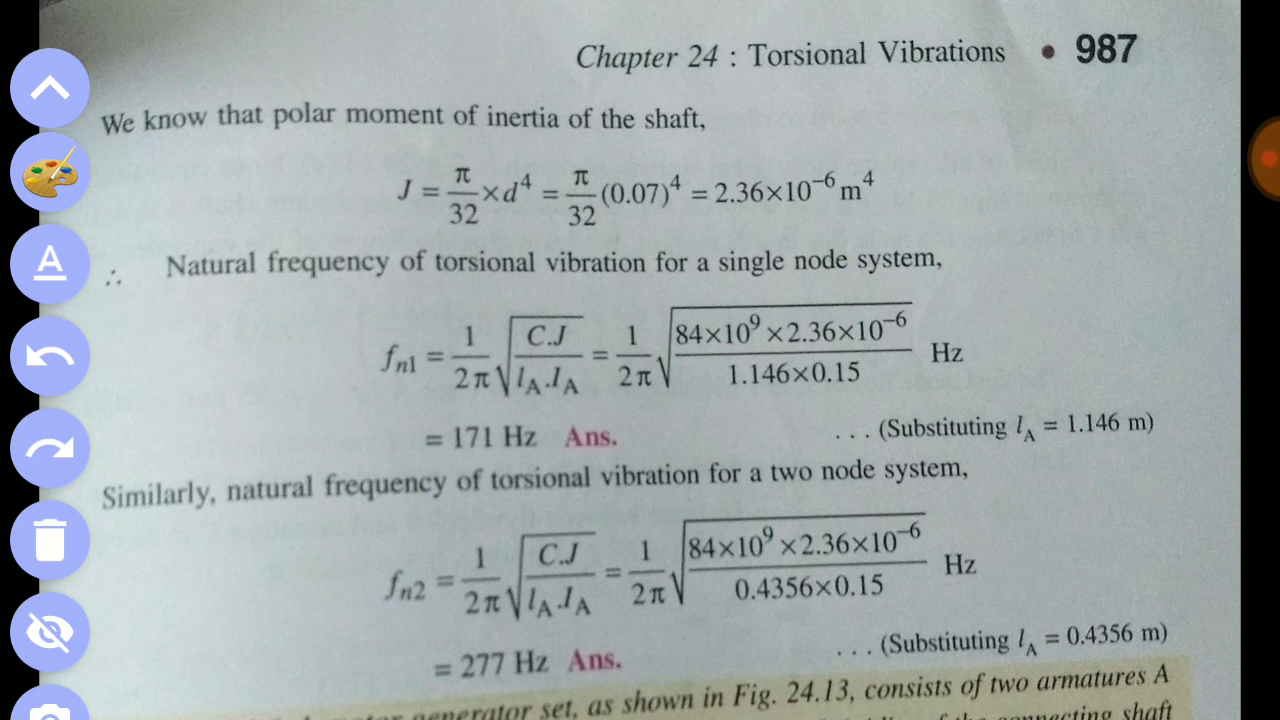 Chapter 24 : Torsional Vibrations • 987
We know that polar moment of inertia of the shaft,
J = π/32 × d⁴ = π/32 (0.07)⁴ = 2.36×10⁻⁶ m⁴
∴ Natural frequency of torsional vibration for a single node system,
fn1 = 1/2π √(C.J / lA.IA) = 1/2π √(84×10⁹ ×2.36×10⁻⁶ / 1.146×0.15) Hz
= 171 Hz Ans. . . . (Substituting lA = 1.146 m)
Similarly, natural frequency of torsional vibration for a two node system,
fn2 = 1/2π √(C.J / lA.IA) = 1/2π √(84×10⁹ ×2.36×10⁻⁶ / 0.4356×0.15) Hz
= 277 Hz Ans. . . . (Substituting lA = 0.4356 m)
generator set, as shown in Fig. 24.13, consists of two armatures A
connecting shaft
A